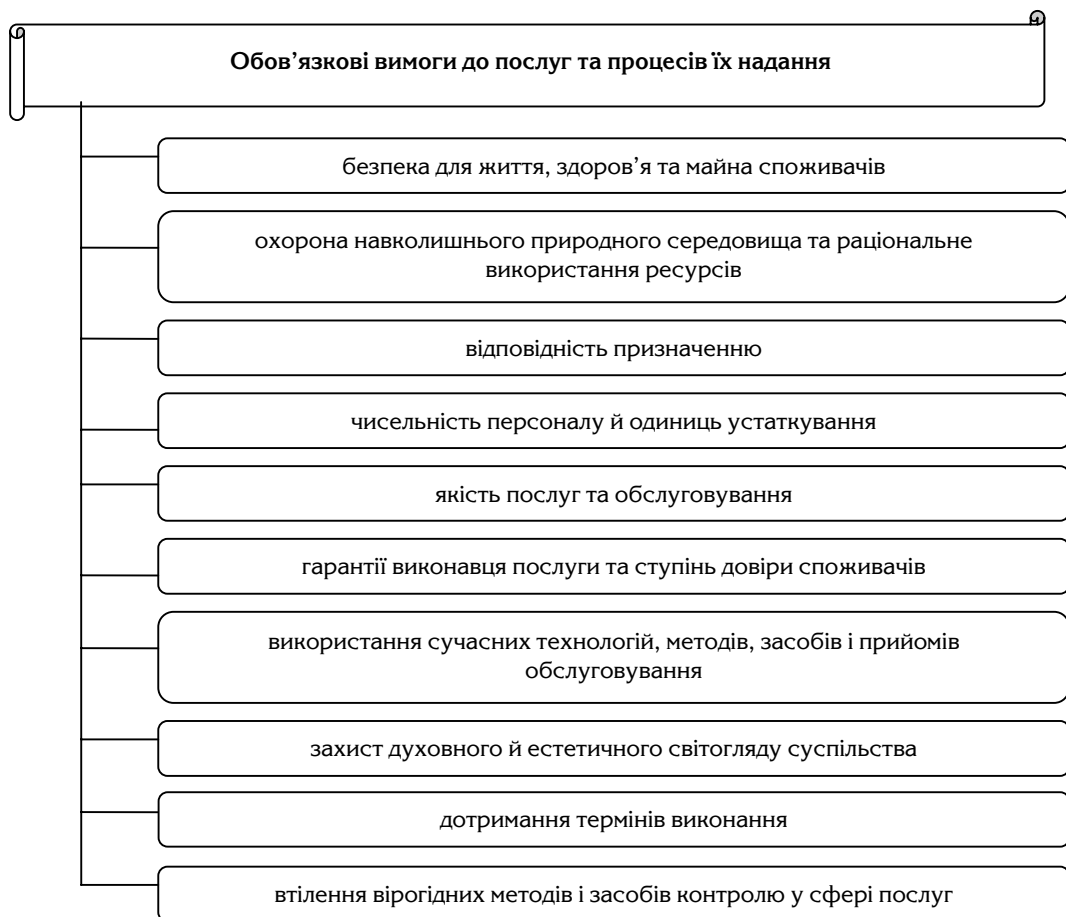 Обов’язкові вимоги до послуг та процесів їх надання
безпека для життя, здоров’я та майна споживачів
охорона навколишнього природного середовища та раціональне
використання ресурсів
відповідність призначенню
чисельність персоналу й одиниць устаткування
якість послуг та обслуговування
гарантії виконавця послуги та ступінь довіри споживачів
використання сучасних технологій, методів, засобів і прийомів
обслуговування
захист духовного й естетичного світогляду суспільства
дотримання термінів виконання
втілення вірогідних методів і засобів контролю у сфері послуг